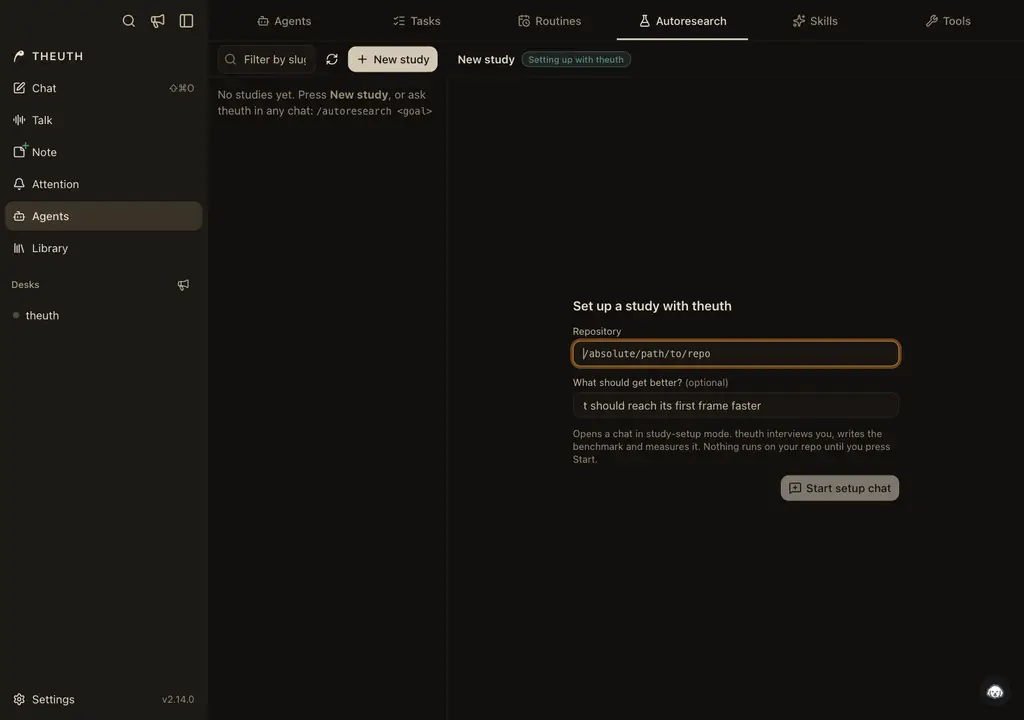 Agents
Tasks
Routines
Autoresearch
Skills
Tools
THEUTH
Chat ⇧⌘O
Talk
Note
Attention
Agents
Library
Desks
theuth
Settings v2.14.0
Filter by slug
New study
No studies yet. Press New study, or ask
theuth in any chat: /autoresearch <goal>
New study Setting up with theuth
Set up a study with theuth
Repository
/absolute/path/to/repo
What should get better? (optional)
t should reach its first frame faster
Opens a chat in study-setup mode. theuth interviews you, writes the
benchmark and measures it. Nothing runs on your repo until you press
Start.
Start setup chat